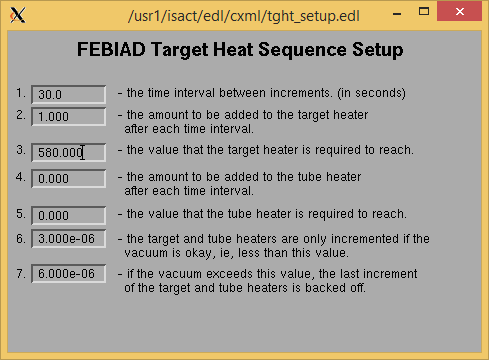 /usr1/isact/edl/cxml/tght_setup.edl
FEBIAD Target Heat Sequence Setup
1. 30.0 - the time interval between increments. (in seconds)
2. 1.000 - the amount to be added to the target heater
after each time interval.
3. 580.000 - the value that the target heater is required to reach.
4. 0.000 - the amount to be added to the tube heater
after each time interval.
5. 0.000 - the value that the tube heater is required to reach.
6. 3.000e-06 - the target and tube heaters are only incremented if the
vacuum is okay, ie, less than this value.
7. 6.000e-06 - if the vacuum exceeds this value, the last increment
of the target and tube heaters is backed off.